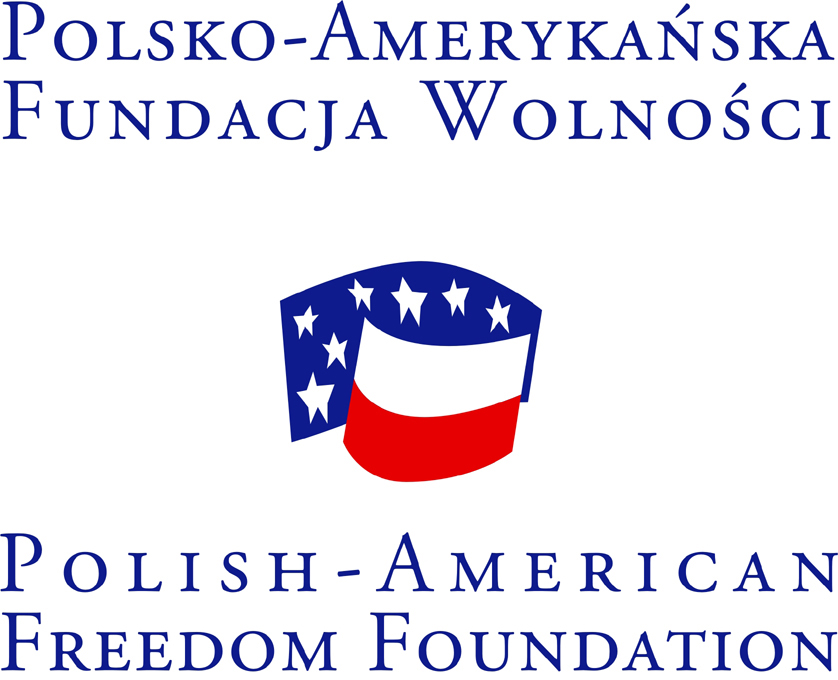 Polsko-Amerykańska
Fundacja Wolności
Polish-American
Freedom Foundation